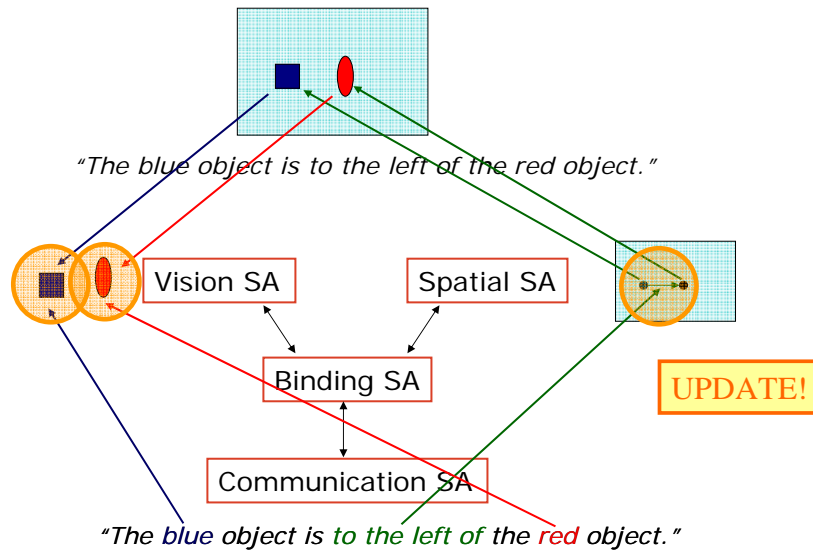 “The blue object is to the left of the red object.”
Vision SA
Spatial SA
Binding SA
UPDATE!
Communication SA
“The blue object is to the left of the red object.”